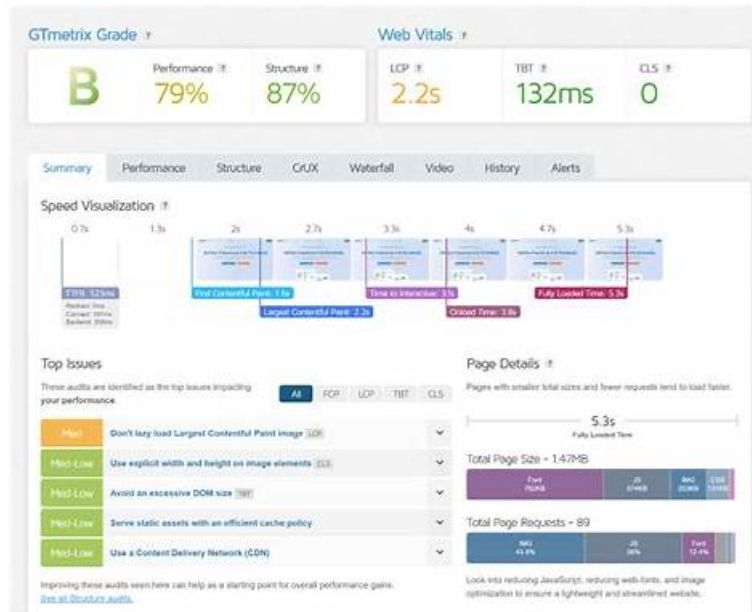 GTmetrix Grade ?
Web Vitals ?
B
Performance ?
79%
Structure ?
87%
LCP ?
2.2s
TBT ?
132ms
CLS ?
0
Summary Performance Structure CrUX Waterfall Video History Alerts
Speed Visualization ?
0.7s 1.3s 2s 2.7s 3.3s 4s 4.7s 5.3s
First Contentful Paint: 1.6s
Time to Interactive: 3.1s
Fully Loaded Time: 5.3s
Largest Contentful Paint: 2.2s
Onload Time: 3.8s
Top Issues
These audits are identified as the top issues impacting
your performance.
All FCP LCP TBT CLS
Med Don't lazy load Largest Contentful Paint image LCP
Med-Low Use explicit width and height on image elements CLS
Med-Low Avoid an excessive DOM size TBT
Med-Low Serve static assets with an efficient cache policy
Med-Low Use a Content Delivery Network (CDN)
Improving these audits seen here can help as a starting point for overall performance gains.
See all Structure audits.
Page Details ?
Pages with smaller total sizes and fewer requests tend to load faster.
5.3s
Fully Loaded Time
Total Page Size - 1.47MB
Font JS IMG
Total Page Requests - 89
IMG JS Font
43.8% 36% 12.4%
Look into reducing JavaScript, reducing web-fonts, and image
optimization to ensure a lightweight and streamlined website.